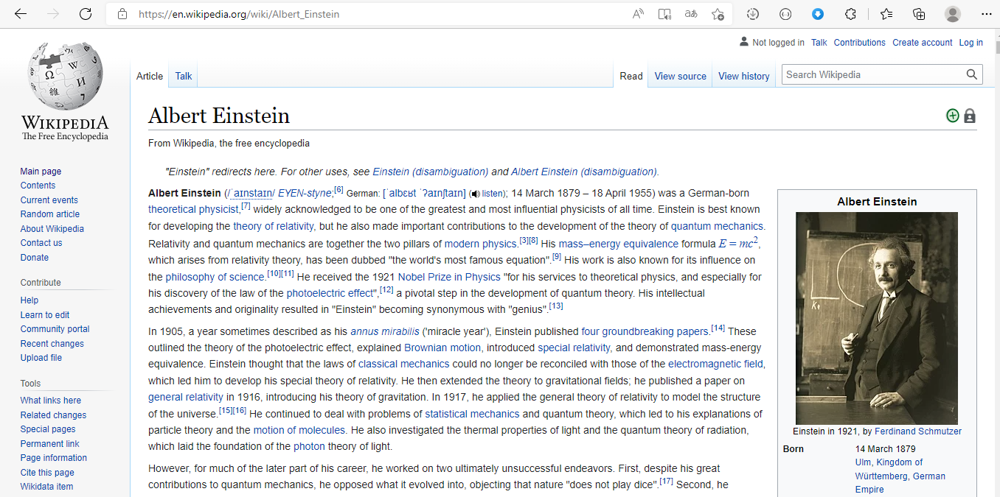 https://en.wikipedia.org/wiki/Albert_Einstein
Not logged in Talk Contributions Create account Log in
WIKIPEDIA
The Free Encyclopedia
Article Talk Read View source View history Search Wikipedia
Main page
Contents
Current events
Random article
About Wikipedia
Contact us
Donate
Contribute
Help
Learn to edit
Community portal
Recent changes
Upload file
Tools
What links here
Related changes
Special pages
Permanent link
Page information
Cite this page
Wikidata item
Albert Einstein
From Wikipedia, the free encyclopedia
"Einstein" redirects here. For other uses, see Einstein (disambiguation) and Albert Einstein (disambiguation).
Albert Einstein (/ˈaɪnstaɪn/ EYEN-styne;[6] German: [ˈalbɛʁt ˈʔaɪnʃtaɪn] (listen); 14 March 1879 – 18 April 1955) was a German-born
theoretical physicist,[7] widely acknowledged to be one of the greatest and most influential physicists of all time. Einstein is best known
for developing the theory of relativity, but he also made important contributions to the development of the theory of quantum mechanics.
Relativity and quantum mechanics are together the two pillars of modern physics.[3][8] His mass–energy equivalence formula E = mc²,
which arises from relativity theory, has been dubbed "the world's most famous equation".[9] His work is also known for its influence on
the philosophy of science.[10][11] He received the 1921 Nobel Prize in Physics "for his services to theoretical physics, and especially for
his discovery of the law of the photoelectric effect",[12] a pivotal step in the development of quantum theory. His intellectual
achievements and originality resulted in "Einstein" becoming synonymous with "genius".[13]
In 1905, a year sometimes described as his annus mirabilis ('miracle year'), Einstein published four groundbreaking papers.[14] These
outlined the theory of the photoelectric effect, explained Brownian motion, introduced special relativity, and demonstrated mass-energy
equivalence. Einstein thought that the laws of classical mechanics could no longer be reconciled with those of the electromagnetic field,
which led him to develop his special theory of relativity. He then extended the theory to gravitational fields; he published a paper on
general relativity in 1916, introducing his theory of gravitation. In 1917, he applied the general theory of relativity to model the structure
of the universe.[15][16] He continued to deal with problems of statistical mechanics and quantum theory, which led to his explanations of
particle theory and the motion of molecules. He also investigated the thermal properties of light and the quantum theory of radiation,
which laid the foundation of the photon theory of light.
However, for much of the later part of his career, he worked on two ultimately unsuccessful endeavors. First, despite his great
contributions to quantum mechanics, he opposed what it evolved into, objecting that nature "does not play dice".[17] Second, he
Albert Einstein
Einstein in 1921, by Ferdinand Schmutzer
Born 14 March 1879
Ulm, Kingdom of
Württemberg, German
Empire